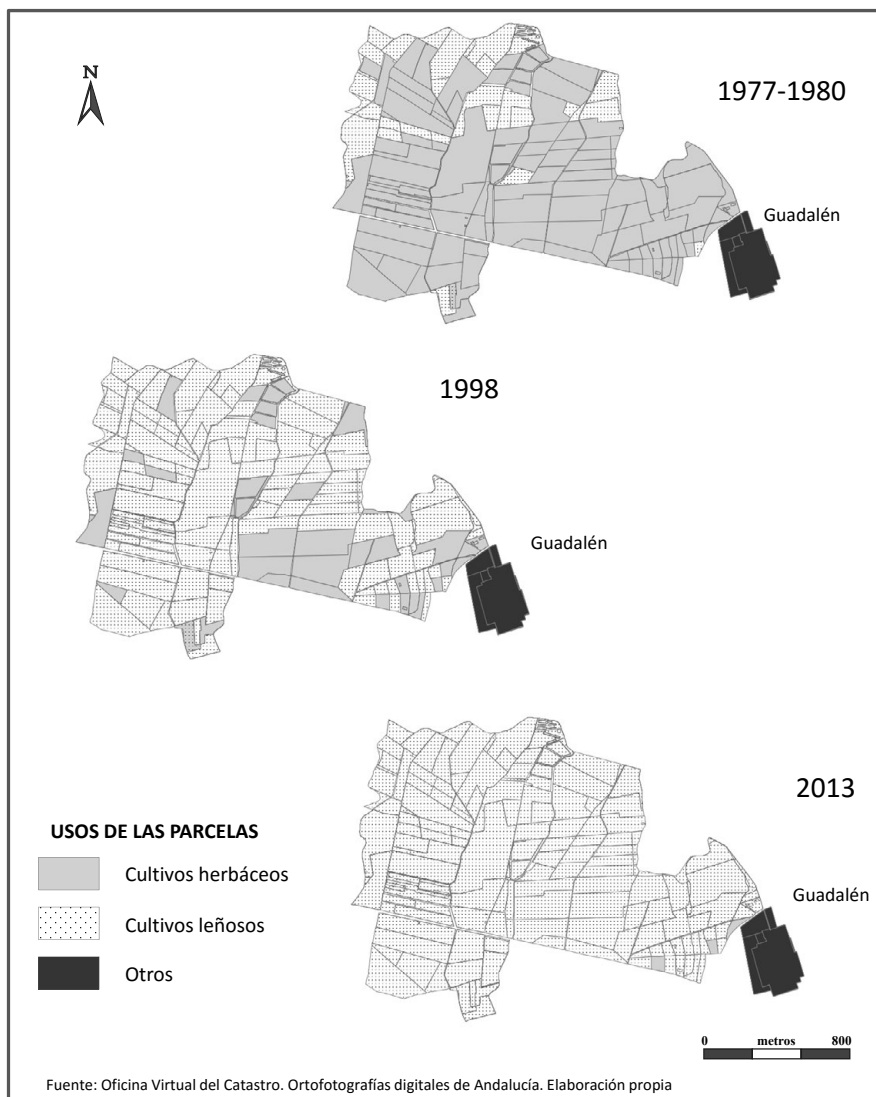 N
1977-1980
Guadalén
1998
Guadalén
2013
Guadalén
USOS DE LAS PARCELAS
Cultivos herbáceos
Cultivos leñosos
Otros
0 metros 800
Fuente: Oficina Virtual del Catastro. Ortofotografías digitales de Andalucía. Elaboración propia